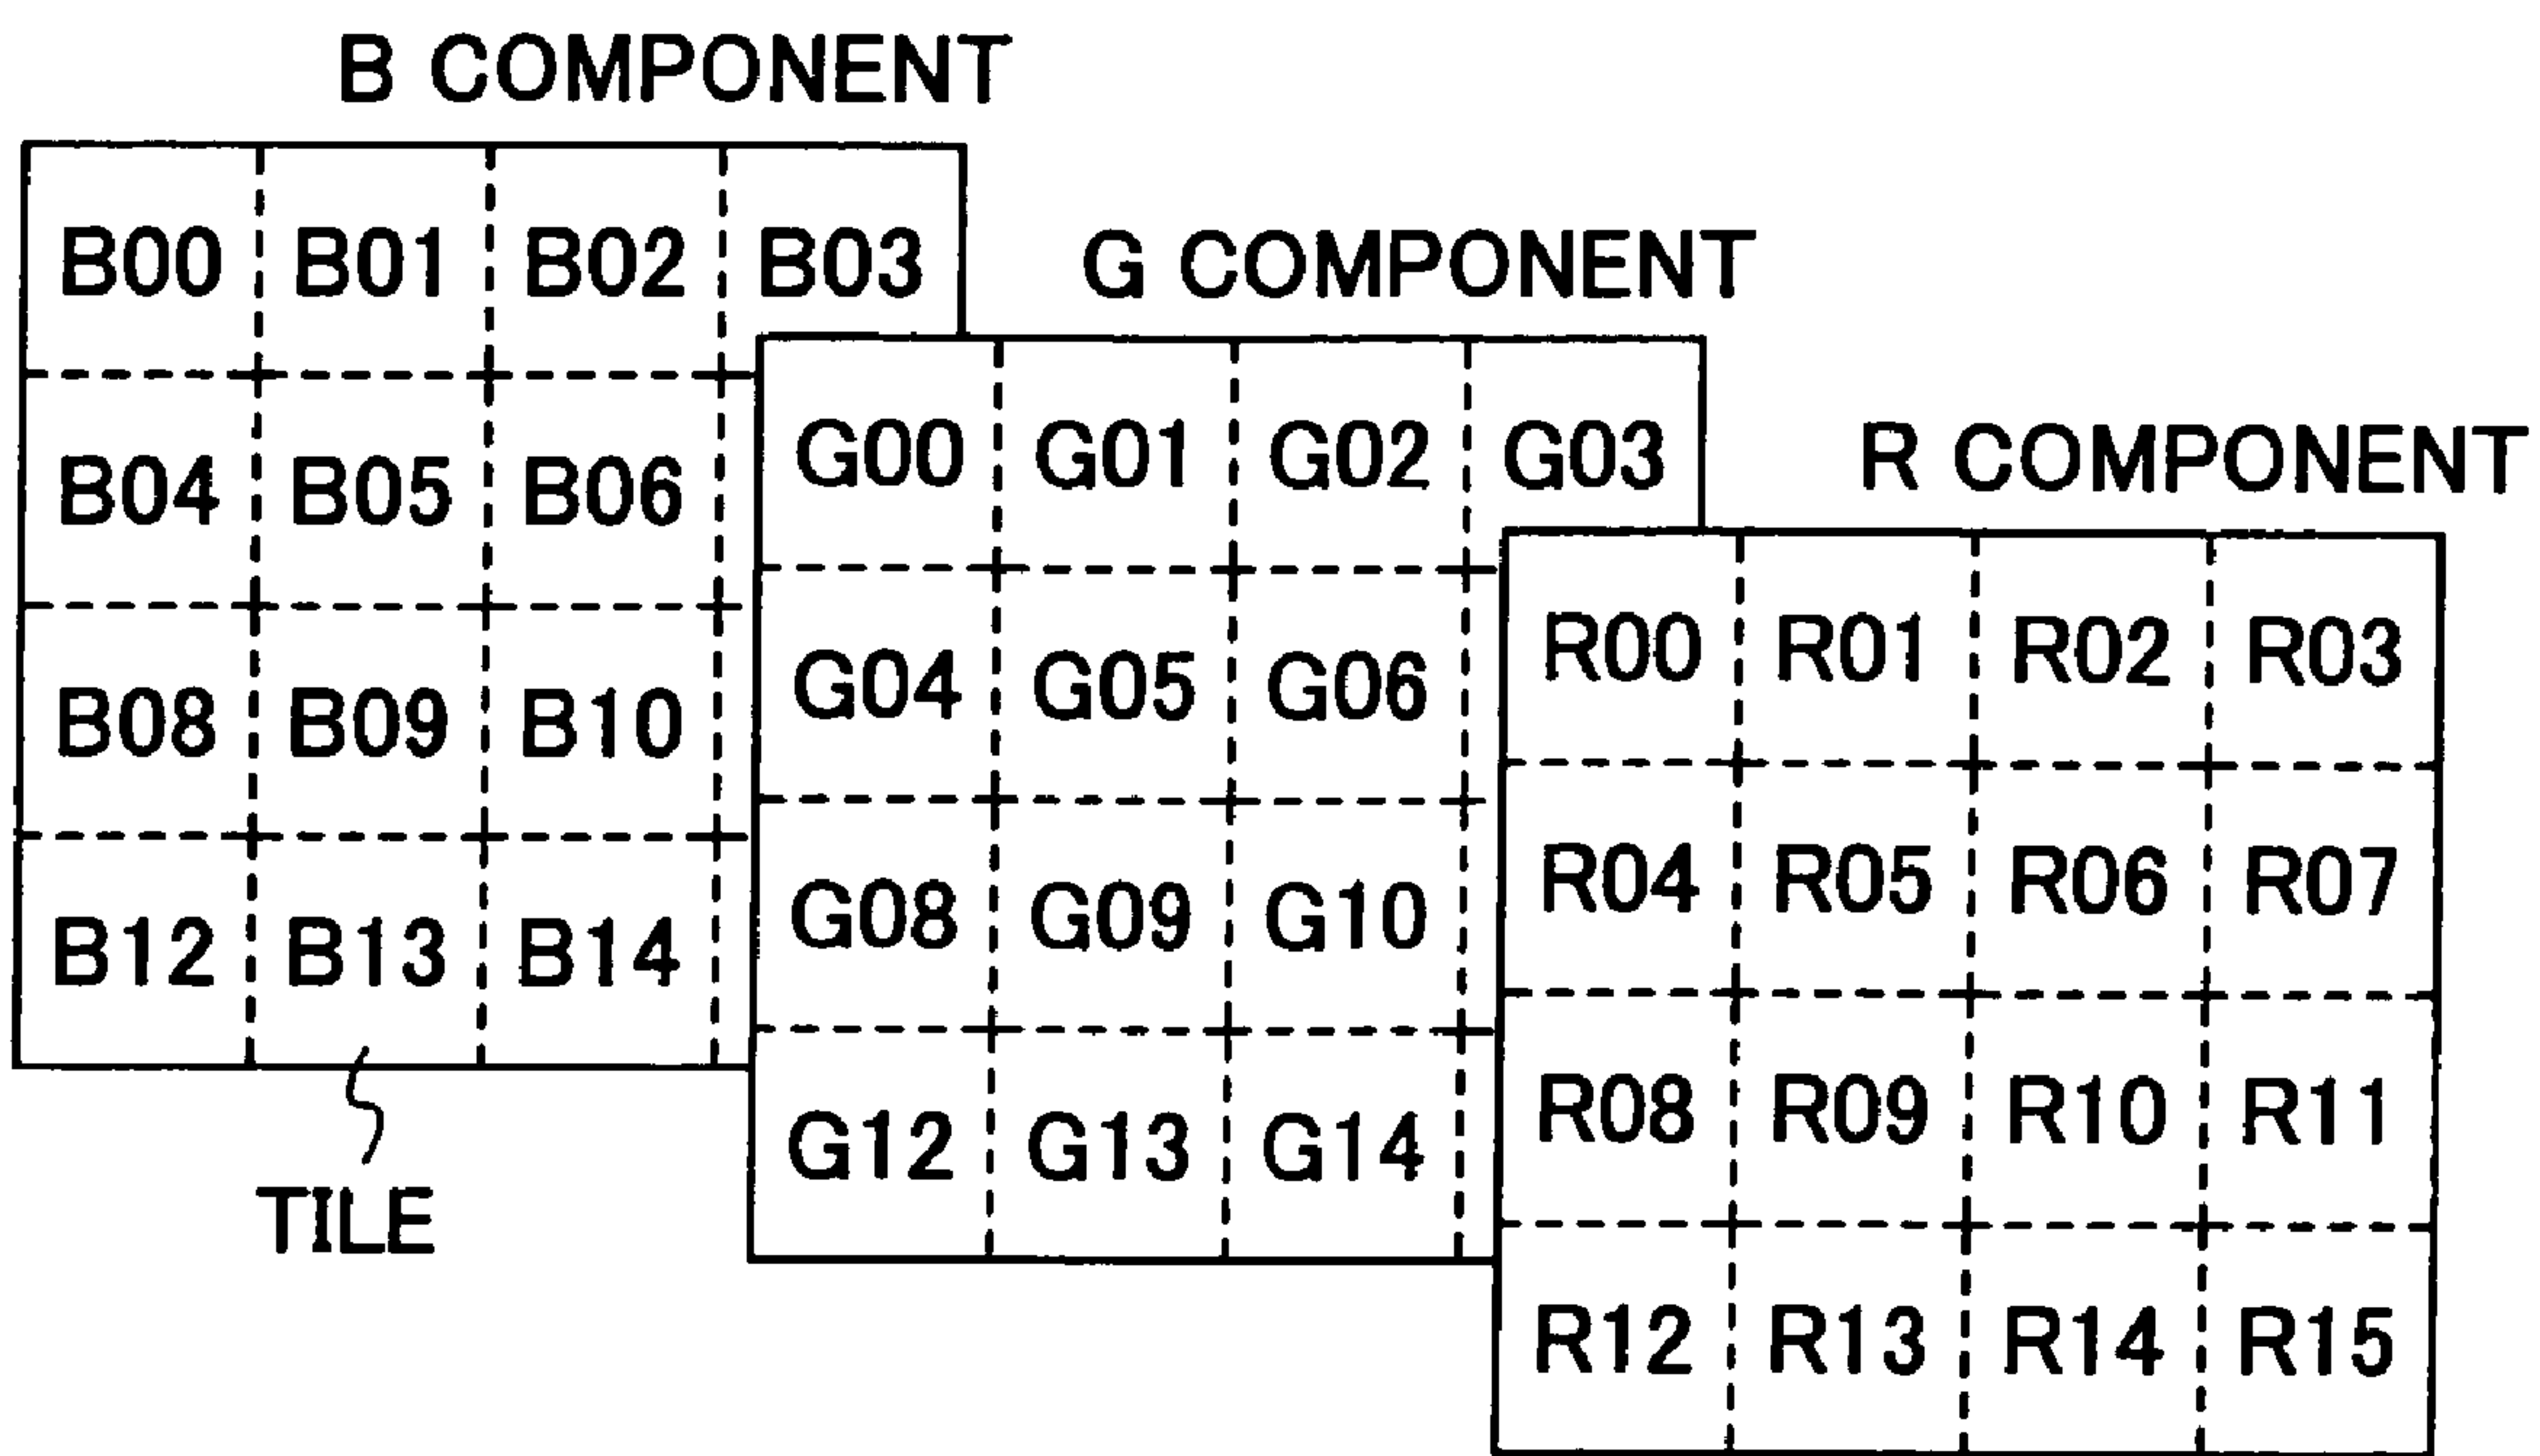 B COMPONENT
B00 B01 B02 B03
B04 B05 B06
B08 B09 B10
B12 B13 B14
TILE
G COMPONENT
G00 G01 G02 G03
G04 G05 G06
G08 G09 G10
G12 G13 G14
R COMPONENT
R00 R01 R02 R03
R04 R05 R06 R07
R08 R09 R10 R11
R12 R13 R14 R15